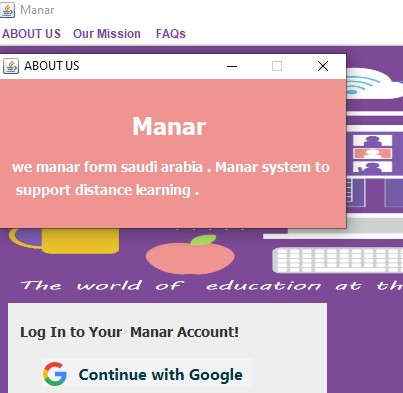 Manar
ABOUT US Our Mission FAQs
ABOUT US
Manar
we manar form saudi arabia . Manar system to
support distance learning .
The world of education at th
Log In to Your Manar Account!
Continue with Google